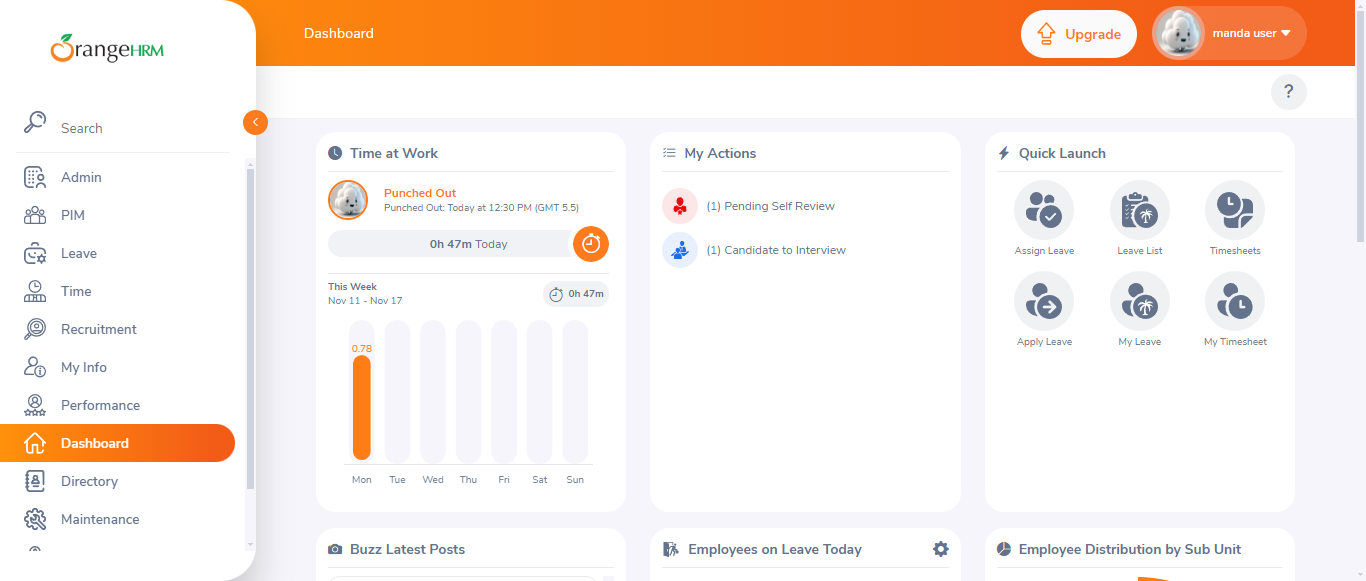 OrangeHRM
Search
Admin
PIM
Leave
Time
Recruitment
My Info
Performance
Dashboard
Directory
Maintenance
Dashboard
Upgrade
manda user
?
Time at Work
Punched Out
Punched Out: Today at 12:30 PM (GMT 5.5)
0h 47m Today
This Week
Nov 11 - Nov 17
0h 47m
0.78
Mon Tue Wed Thu Fri Sat Sun
My Actions
(1) Pending Self Review
(1) Candidate to Interview
Quick Launch
Assign Leave
Leave List
Timesheets
Apply Leave
My Leave
My Timesheet
Buzz Latest Posts
Employees on Leave Today
Employee Distribution by Sub Unit